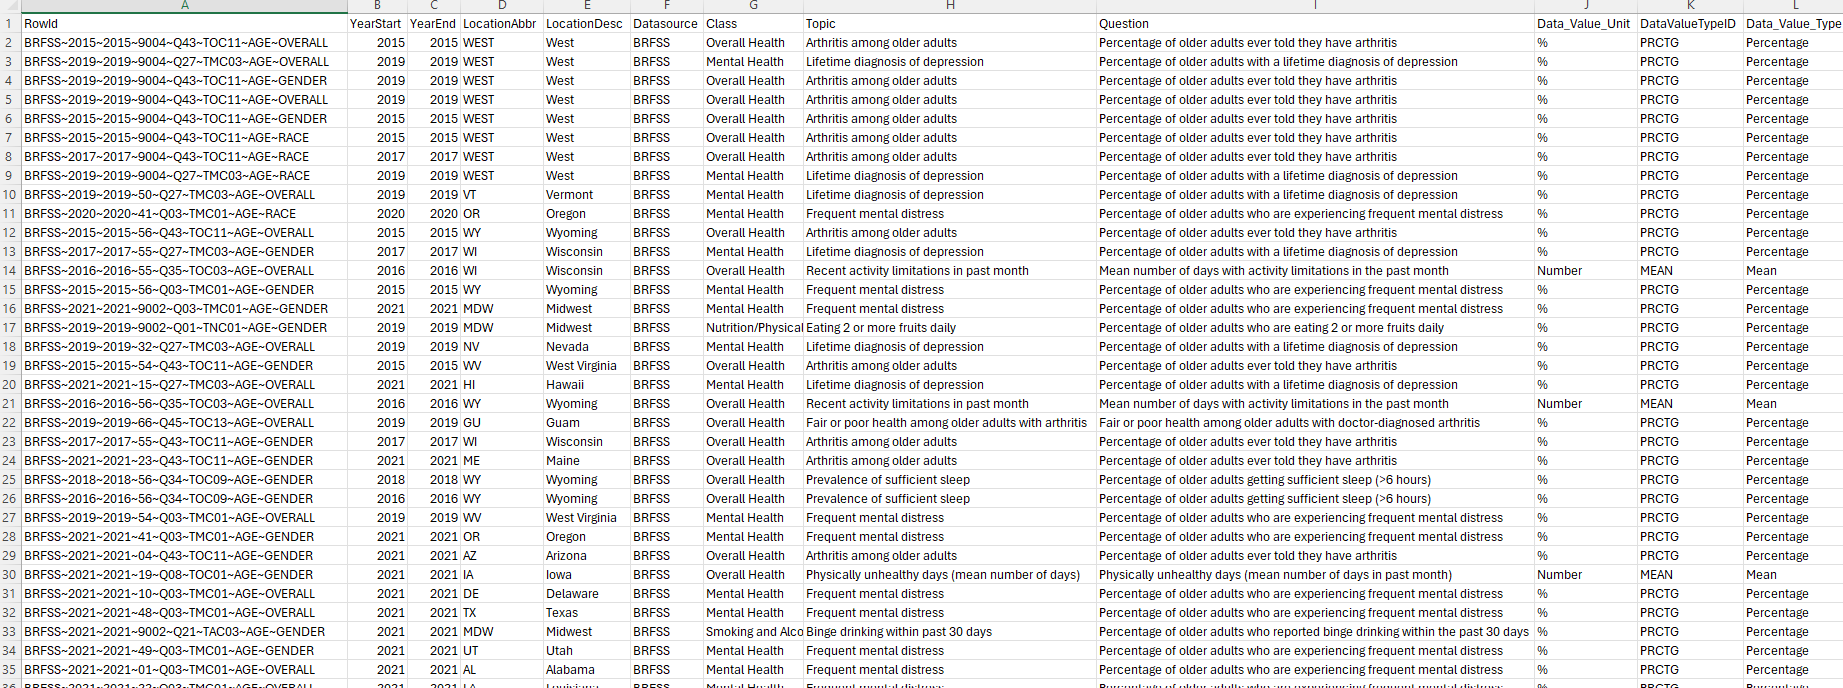 A B C D E F G H I J K L
1 RowId YearStart YearEnd LocationAbbr LocationDesc Datasource Class Topic Question Data_Value_Unit DataValueTypeID Data_Value_Type
2 BRFSS~2015~2015~9004~Q43~TOC11~AGE~OVERALL 2015 2015 WEST West BRFSS Overall Health Arthritis among older adults Percentage of older adults ever told they have arthritis % PRCTG Percentage
3 BRFSS~2019~2019~9004~Q27~TMC03~AGE~OVERALL 2019 2019 WEST West BRFSS Mental Health Lifetime diagnosis of depression Percentage of older adults with a lifetime diagnosis of depression % PRCTG Percentage
4 BRFSS~2019~2019~9004~Q43~TOC11~AGE~GENDER 2019 2019 WEST West BRFSS Overall Health Arthritis among older adults Percentage of older adults ever told they have arthritis % PRCTG Percentage
5 BRFSS~2019~2019~9004~Q43~TOC11~AGE~OVERALL 2019 2019 WEST West BRFSS Overall Health Arthritis among older adults Percentage of older adults ever told they have arthritis % PRCTG Percentage
6 BRFSS~2015~2015~9004~Q43~TOC11~AGE~GENDER 2015 2015 WEST West BRFSS Overall Health Arthritis among older adults Percentage of older adults ever told they have arthritis % PRCTG Percentage
7 BRFSS~2015~2015~9004~Q43~TOC11~AGE~RACE 2015 2015 WEST West BRFSS Overall Health Arthritis among older adults Percentage of older adults ever told they have arthritis % PRCTG Percentage
8 BRFSS~2017~2017~9004~Q43~TOC11~AGE~RACE 2017 2017 WEST West BRFSS Overall Health Arthritis among older adults Percentage of older adults ever told they have arthritis % PRCTG Percentage
9 BRFSS~2019~2019~9004~Q27~TMC03~AGE~RACE 2019 2019 WEST West BRFSS Mental Health Lifetime diagnosis of depression Percentage of older adults with a lifetime diagnosis of depression % PRCTG Percentage
10 BRFSS~2019~2019~50~Q27~TMC03~AGE~OVERALL 2019 2019 VT Vermont BRFSS Mental Health Lifetime diagnosis of depression Percentage of older adults with a lifetime diagnosis of depression % PRCTG Percentage
11 BRFSS~2020~2020~41~Q03~TMC01~AGE~RACE 2020 2020 OR Oregon BRFSS Mental Health Frequent mental distress Percentage of older adults who are experiencing frequent mental distress % PRCTG Percentage
12 BRFSS~2015~2015~56~Q43~TOC11~AGE~OVERALL 2015 2015 WY Wyoming BRFSS Overall Health Arthritis among older adults Percentage of older adults ever told they have arthritis % PRCTG Percentage
13 BRFSS~2017~2017~55~Q27~TMC03~AGE~GENDER 2017 2017 WI Wisconsin BRFSS Mental Health Lifetime diagnosis of depression Percentage of older adults with a lifetime diagnosis of depression % PRCTG Percentage
14 BRFSS~2016~2016~55~Q35~TOC03~AGE~OVERALL 2016 2016 WI Wisconsin BRFSS Overall Health Recent activity limitations in past month Mean number of days with activity limitations in the past month Number MEAN Mean
15 BRFSS~2015~2015~56~Q03~TMC01~AGE~GENDER 2015 2015 WY Wyoming BRFSS Mental Health Frequent mental distress Percentage of older adults who are experiencing frequent mental distress % PRCTG Percentage
16 BRFSS~2021~2021~9002~Q03~TMC01~AGE~GENDER 2021 2021 MDW Midwest BRFSS Mental Health Frequent mental distress Percentage of older adults who are experiencing frequent mental distress % PRCTG Percentage
17 BRFSS~2019~2019~9002~Q01~TNC01~AGE~GENDER 2019 2019 MDW Midwest BRFSS Nutrition/Physical Eating 2 or more fruits daily Percentage of older adults who are eating 2 or more fruits daily % PRCTG Percentage
18 BRFSS~2019~2019~32~Q27~TMC03~AGE~OVERALL 2019 2019 NV Nevada BRFSS Mental Health Lifetime diagnosis of depression Percentage of older adults with a lifetime diagnosis of depression % PRCTG Percentage
19 BRFSS~2015~2015~54~Q43~TOC11~AGE~GENDER 2015 2015 WV West Virginia BRFSS Overall Health Arthritis among older adults Percentage of older adults ever told they have arthritis % PRCTG Percentage
20 BRFSS~2021~2021~15~Q27~TMC03~AGE~OVERALL 2021 2021 HI Hawaii BRFSS Mental Health Lifetime diagnosis of depression Percentage of older adults with a lifetime diagnosis of depression % PRCTG Percentage
21 BRFSS~2016~2016~56~Q35~TOC03~AGE~OVERALL 2016 2016 WY Wyoming BRFSS Overall Health Recent activity limitations in past month Mean number of days with activity limitations in the past month Number MEAN Mean
22 BRFSS~2019~2019~66~Q45~TOC13~AGE~OVERALL 2019 2019 GU Guam BRFSS Overall Health Fair or poor health among older adults with arthritis Fair or poor health among older adults with doctor-diagnosed arthritis % PRCTG Percentage
23 BRFSS~2017~2017~55~Q43~TOC11~AGE~GENDER 2017 2017 WI Wisconsin BRFSS Overall Health Arthritis among older adults Percentage of older adults ever told they have arthritis % PRCTG Percentage
24 BRFSS~2021~2021~23~Q43~TOC11~AGE~GENDER 2021 2021 ME Maine BRFSS Overall Health Arthritis among older adults Percentage of older adults ever told they have arthritis % PRCTG Percentage
25 BRFSS~2018~2018~56~Q34~TOC09~AGE~GENDER 2018 2018 WY Wyoming BRFSS Overall Health Prevalence of sufficient sleep Percentage of older adults getting sufficient sleep (>6 hours) % PRCTG Percentage
26 BRFSS~2016~2016~56~Q34~TOC09~AGE~GENDER 2016 2016 WY Wyoming BRFSS Overall Health Prevalence of sufficient sleep Percentage of older adults getting sufficient sleep (>6 hours) % PRCTG Percentage
27 BRFSS~2019~2019~54~Q03~TMC01~AGE~OVERALL 2019 2019 WV West Virginia BRFSS Mental Health Frequent mental distress Percentage of older adults who are experiencing frequent mental distress % PRCTG Percentage
28 BRFSS~2021~2021~41~Q03~TMC01~AGE~GENDER 2021 2021 OR Oregon BRFSS Mental Health Frequent mental distress Percentage of older adults who are experiencing frequent mental distress % PRCTG Percentage
29 BRFSS~2021~2021~04~Q43~TOC11~AGE~GENDER 2021 2021 AZ Arizona BRFSS Overall Health Arthritis among older adults Percentage of older adults ever told they have arthritis % PRCTG Percentage
30 BRFSS~2021~2021~19~Q08~TOC01~AGE~GENDER 2021 2021 IA Iowa BRFSS Overall Health Physically unhealthy days (mean number of days) Physically unhealthy days (mean number of days in past month) Number MEAN Mean
31 BRFSS~2021~2021~10~Q03~TMC01~AGE~OVERALL 2021 2021 DE Delaware BRFSS Mental Health Frequent mental distress Percentage of older adults who are experiencing frequent mental distress % PRCTG Percentage
32 BRFSS~2021~2021~48~Q03~TMC01~AGE~OVERALL 2021 2021 TX Texas BRFSS Mental Health Frequent mental distress Percentage of older adults who are experiencing frequent mental distress % PRCTG Percentage
33 BRFSS~2021~2021~9002~Q21~TAC03~AGE~GENDER 2021 2021 MDW Midwest BRFSS Smoking and Alco Binge drinking within past 30 days Percentage of older adults who reported binge drinking within the past 30 days % PRCTG Percentage
34 BRFSS~2021~2021~49~Q03~TMC01~AGE~GENDER 2021 2021 UT Utah BRFSS Mental Health Frequent mental distress Percentage of older adults who are experiencing frequent mental distress % PRCTG Percentage
35 BRFSS~2021~2021~01~Q03~TMC01~AGE~OVERALL 2021 2021 AL Alabama BRFSS Mental Health Frequent mental distress Percentage of older adults who are experiencing frequent mental distress % PRCTG Percentage